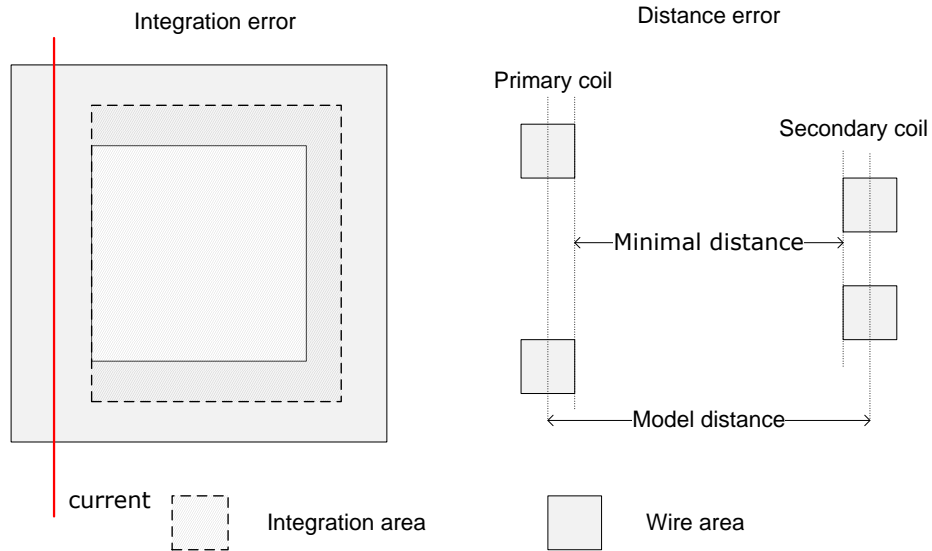 Integration error
Distance error
Primary coil
Secondary coil
Minimal distance
Model distance
current
Integration area
Wire area